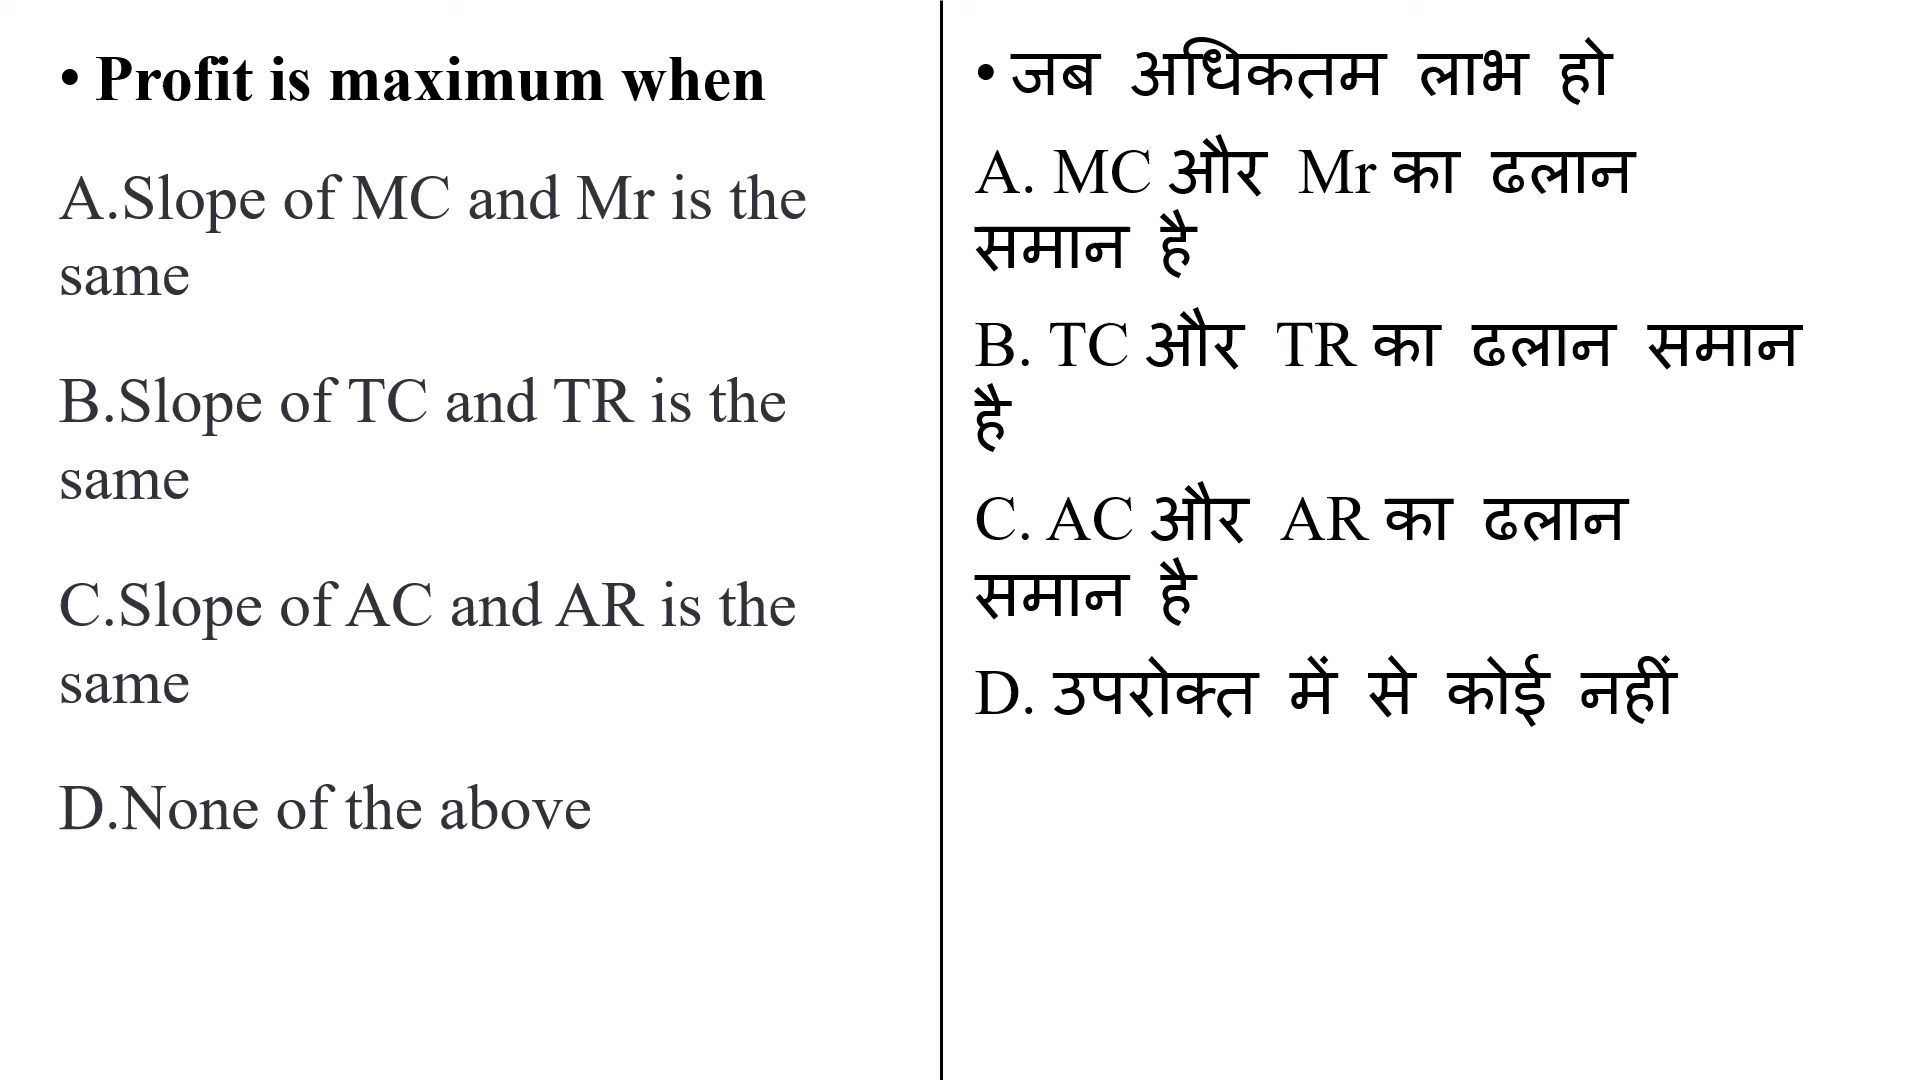 • Profit is maximum when
A.Slope of MC and Mr is the
same
B.Slope of TC and TR is the
same
C.Slope of AC and AR is the
same
D.None of the above
• जब अधिकतम लाभ हो
A. MC और Mr का ढलान
समान है
B. TC और TR का ढलान समान
है
C. AC और AR का ढलान
समान है
D. उपरोक्त में से कोई नहीं